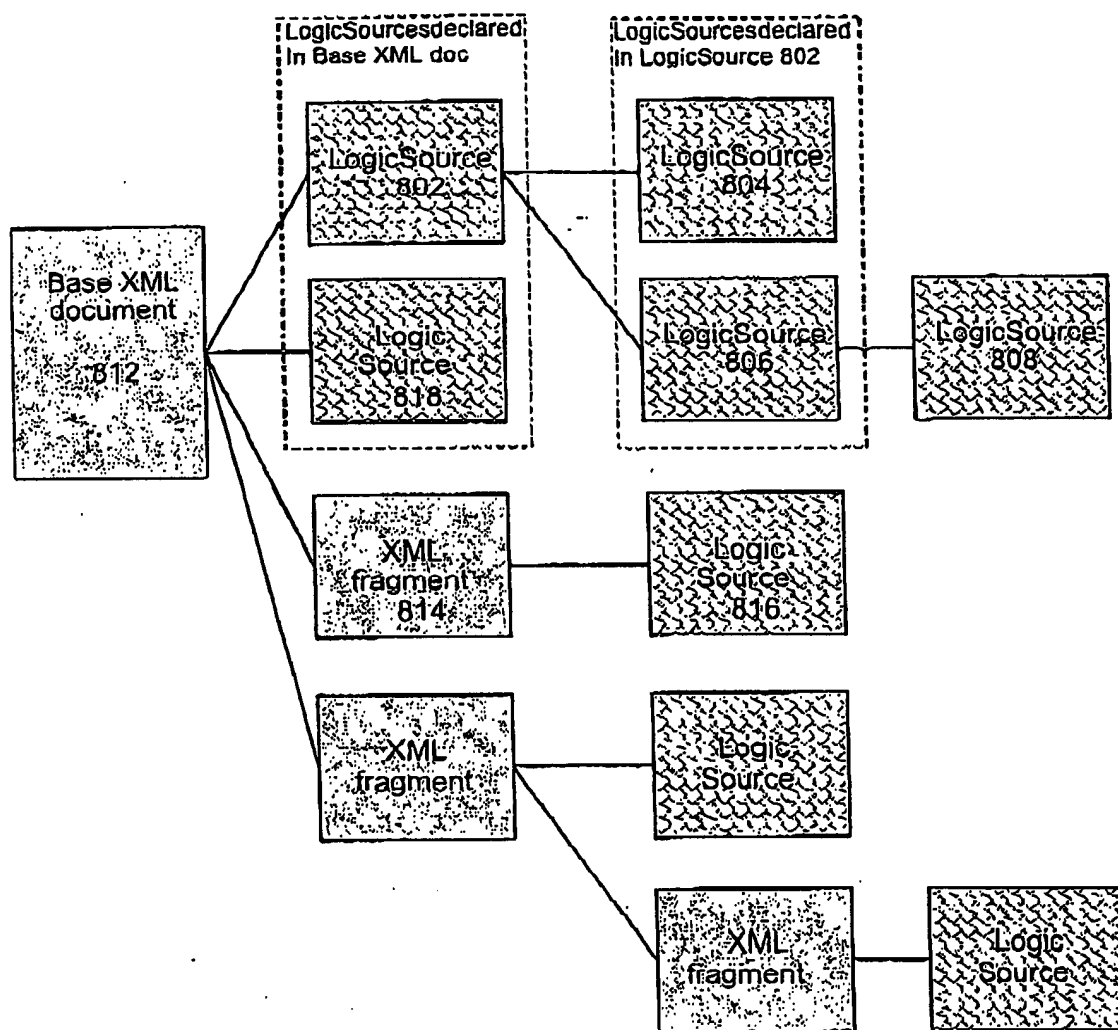 LogicSourcesdeclared
In Base XML doc
LogicSourcesdeclared
In LogicSource 802
LogicSource
802
LogicSource
804
Base XML
document
812
Logic
Source
818
LogicSource
806
LogicSource
808
XML
fragment
814
Logic
Source
816
XML
fragment
Logic
Source
XML
fragment
Logic
Source